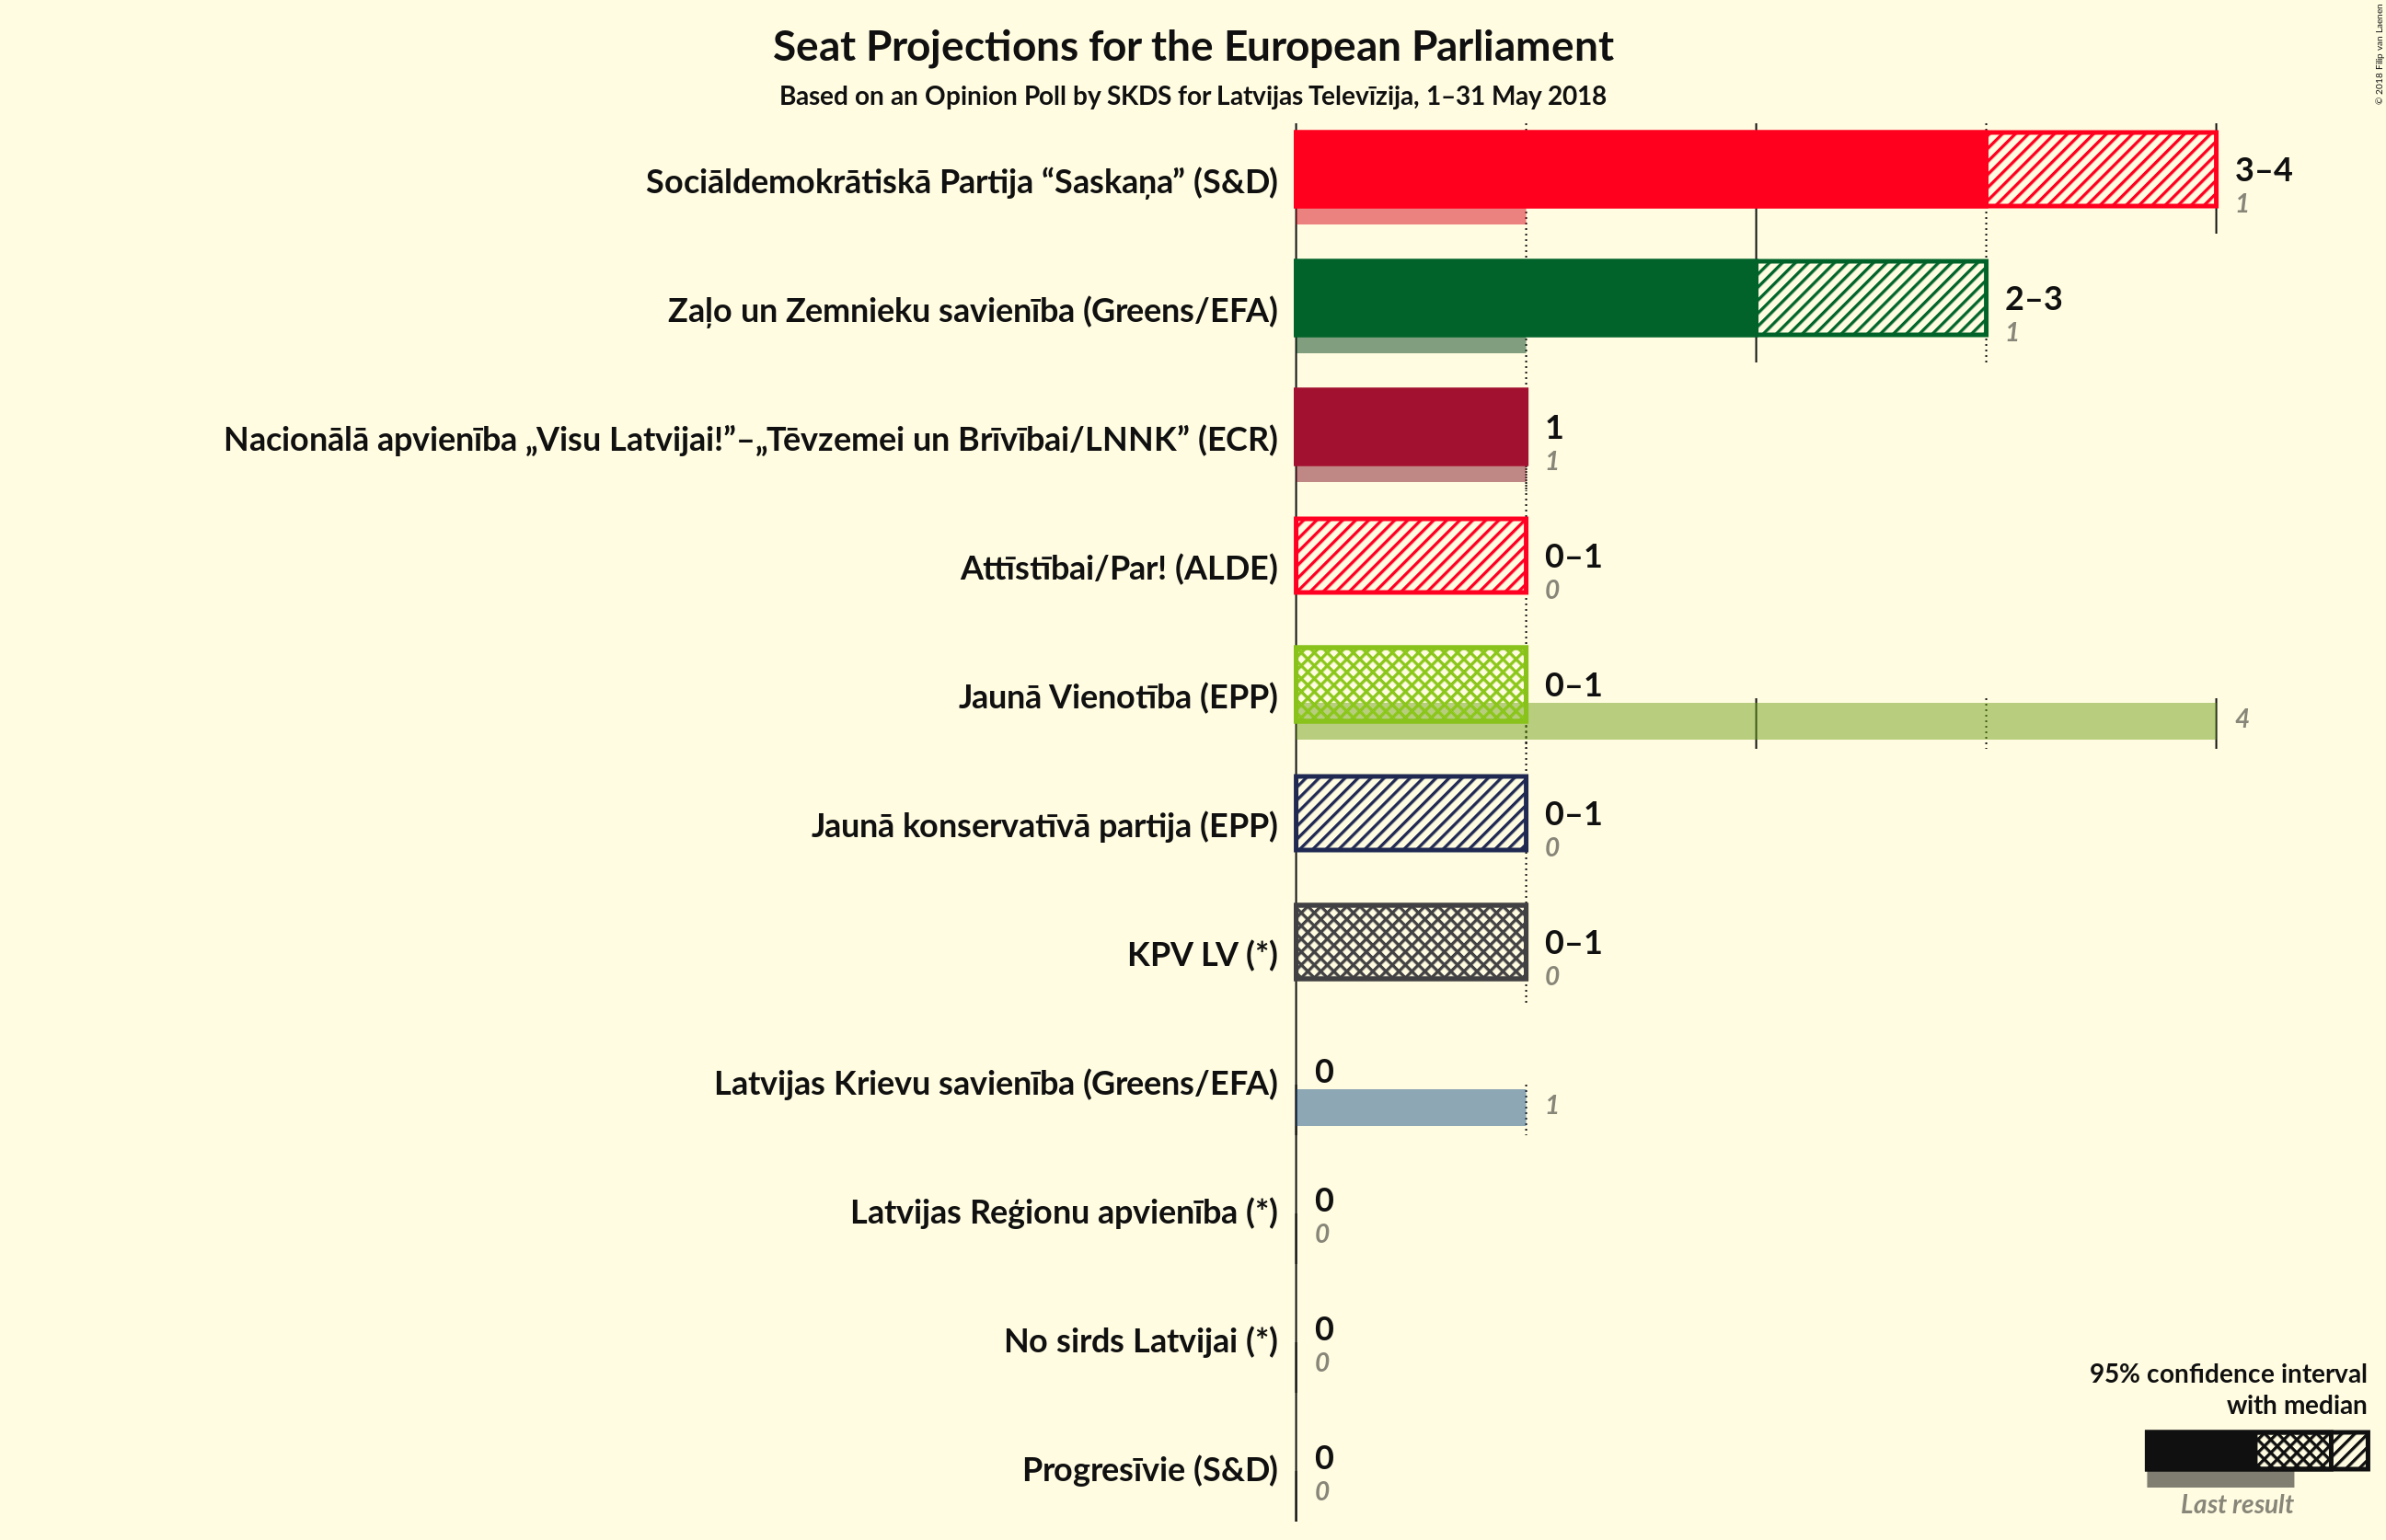 Seat Projections for the European Parliament
Based on an Opinion Poll by SKDS for Latvijas Televīzija, 1–31 May 2018
© 2018 Filip van Laenen
Sociāldemokrātiskā Partija “Saskaņa” (S&D)
3–4
1
Zaļo un Zemnieku savienība (Greens/EFA)
2–3
1
Nacionālā apvienība „Visu Latvijai!”–„Tēvzemei un Brīvībai/LNNK” (ECR)
1
1
Attīstībai/Par! (ALDE)
0–1
0
Jaunā Vienotība (EPP)
0–1
4
Jaunā konservatīvā partija (EPP)
0–1
0
KPV LV (*)
0–1
0
Latvijas Krievu savienība (Greens/EFA)
0
1
Latvijas Reģionu apvienība (*)
0
0
No sirds Latvijai (*)
0
0
Progresīvie (S&D)
0
0
95% confidence interval
with median
Last result